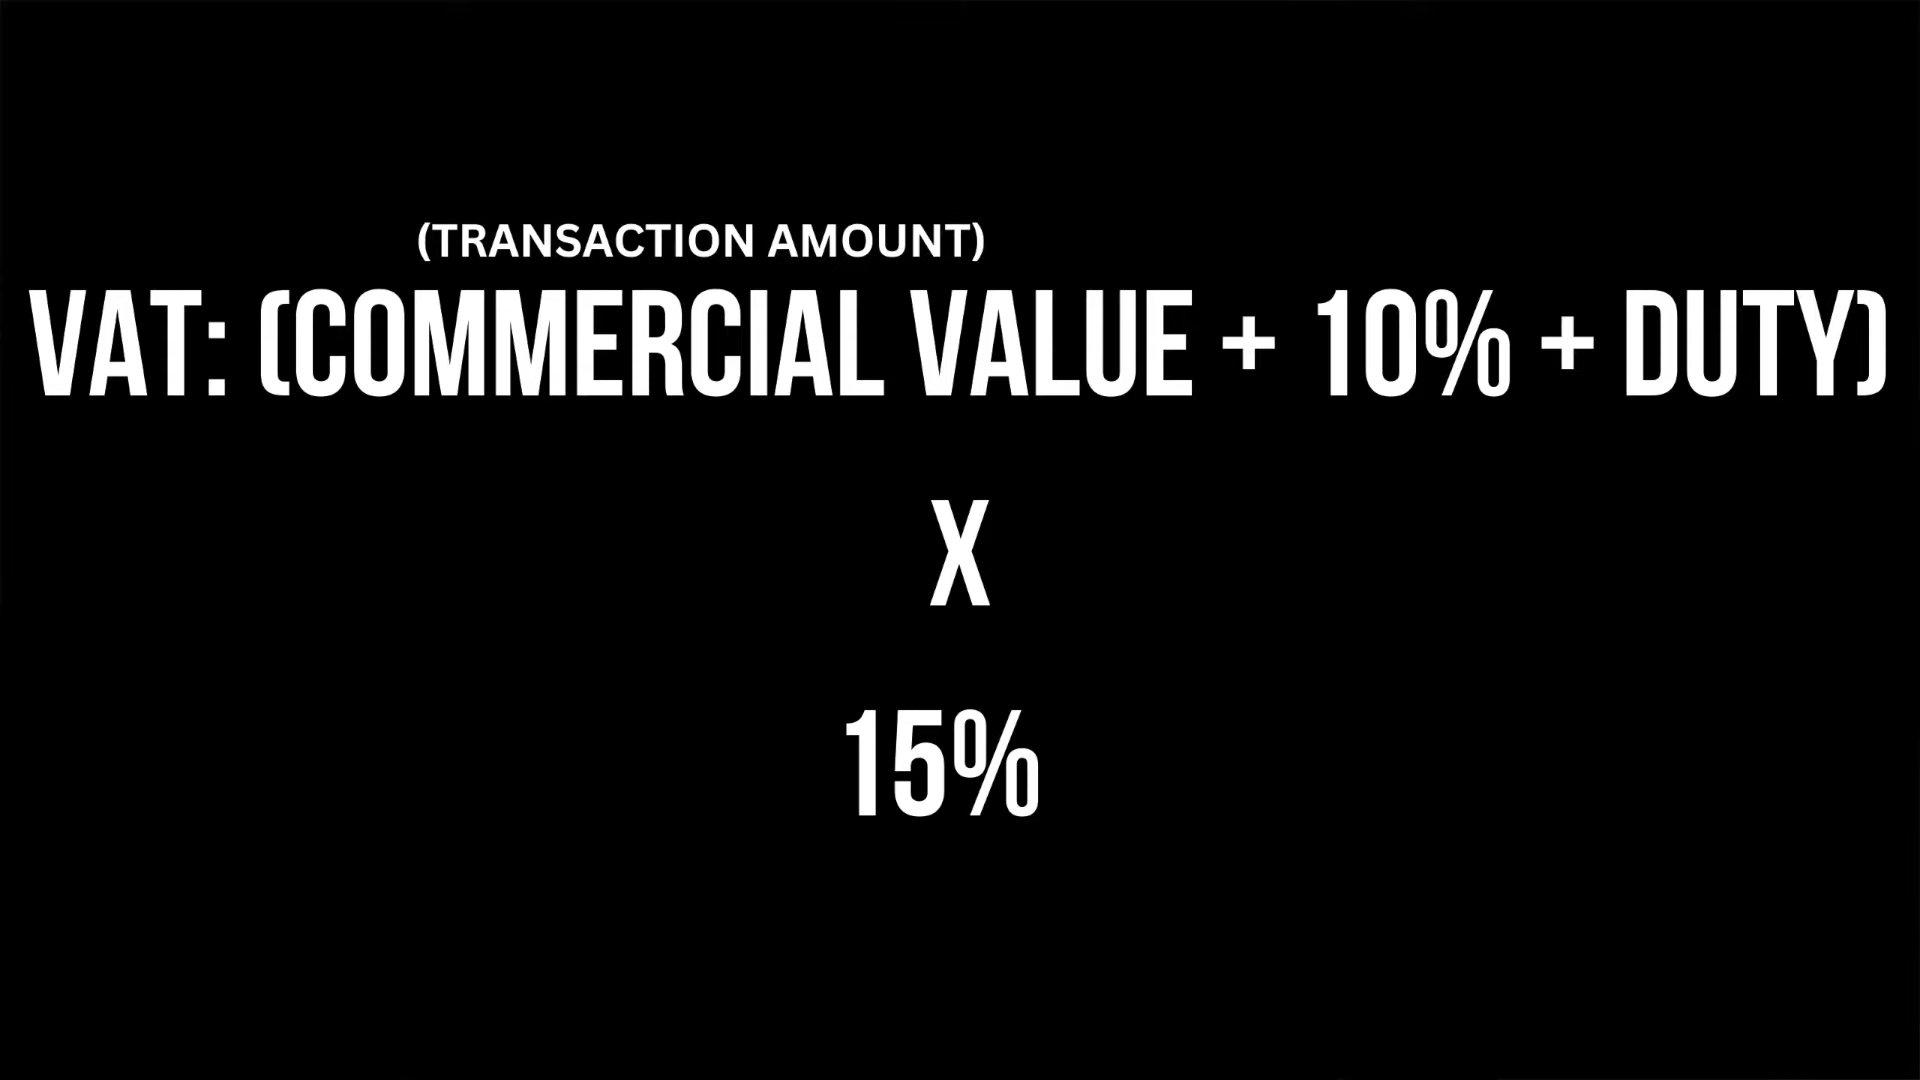 (TRANSACTION AMOUNT)
VAT: (COMMERCIAL VALUE + 10% + DUTY)
X
15%